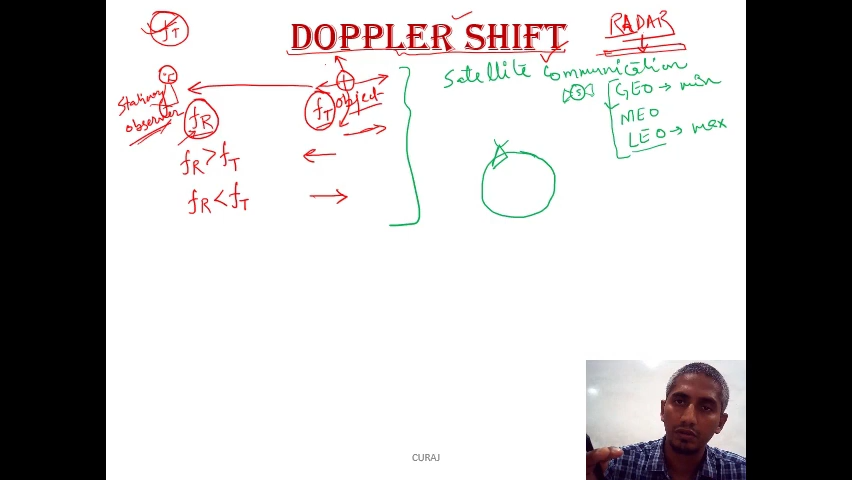 DOPPLER SHIFT
fT
RADAR
Satellite Communication
Stationary
observer
fR
fT
object
S
GEO → min
MEO
LEO → max
fR > fT ←
fR < fT →
CURAJ